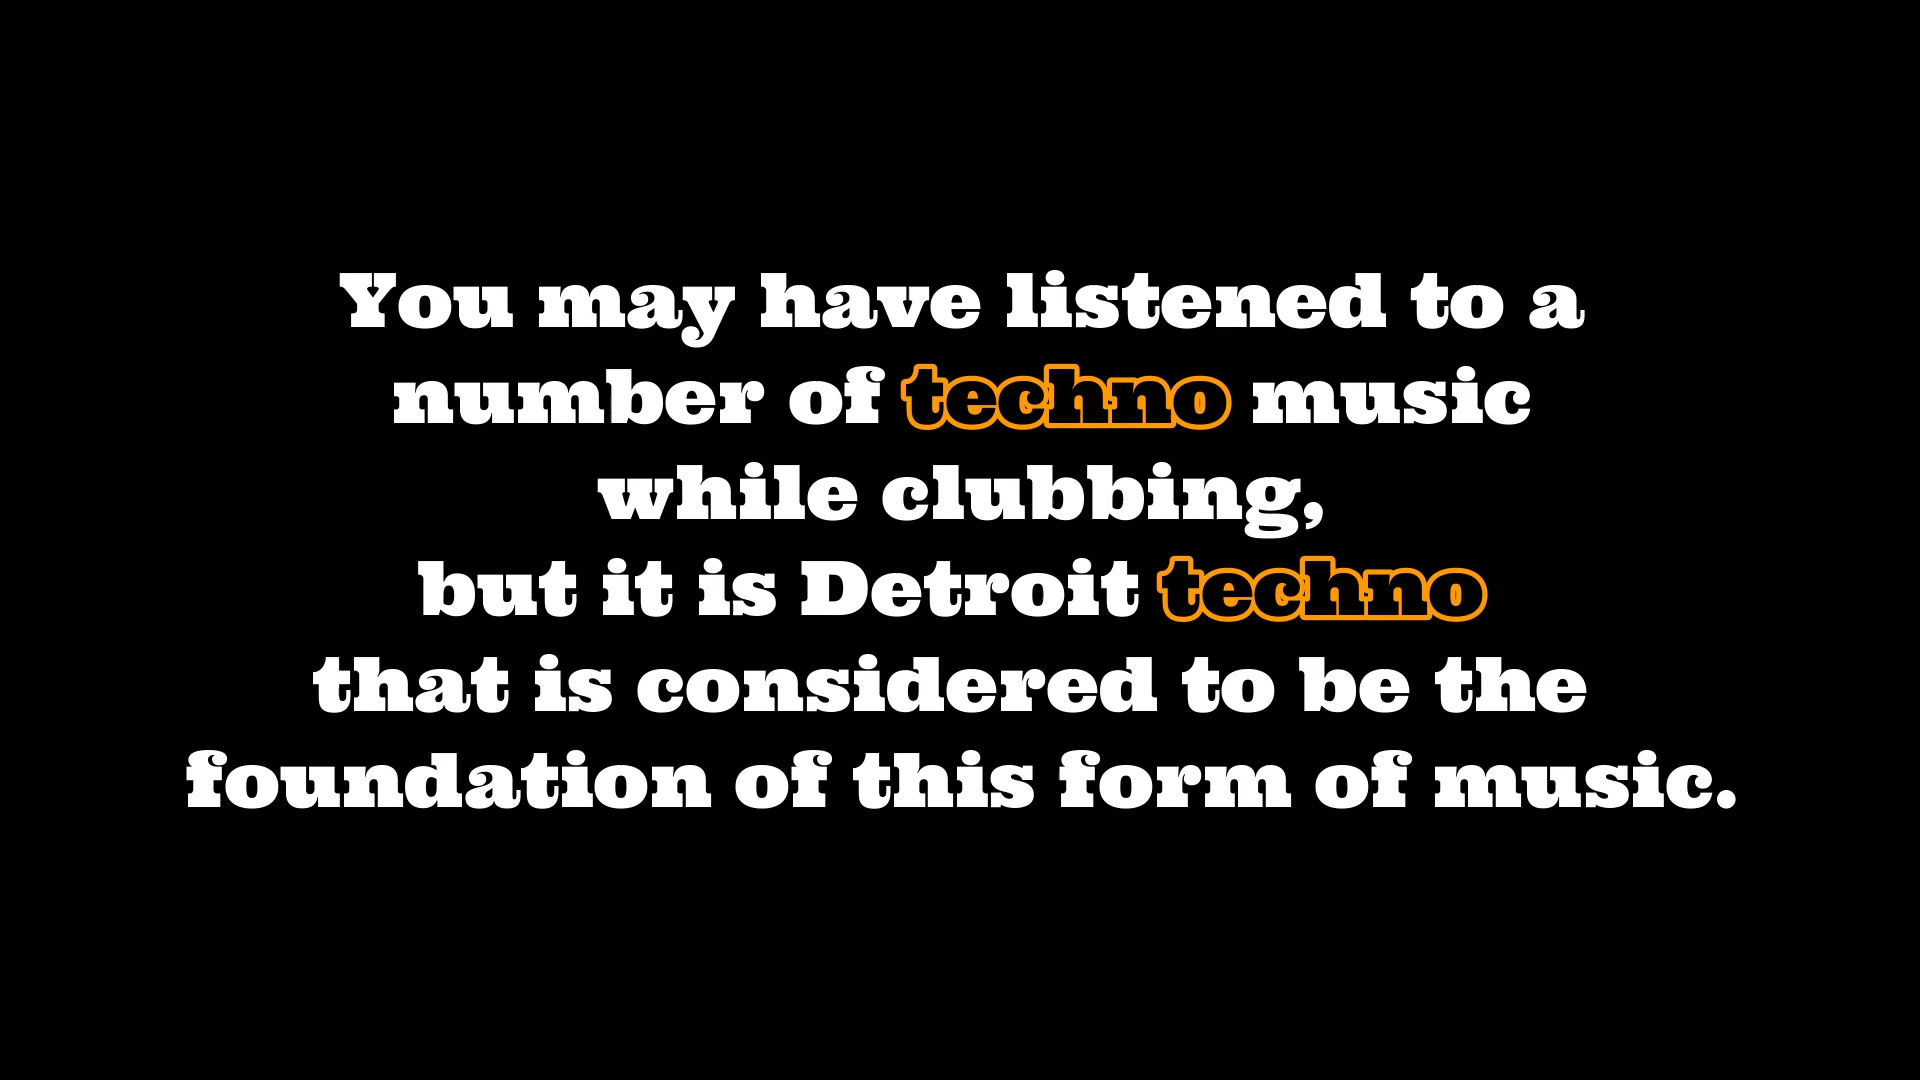 You may have listened to a
number of techno music
while clubbing,
but it is Detroit techno
that is considered to be the
foundation of this form of music.